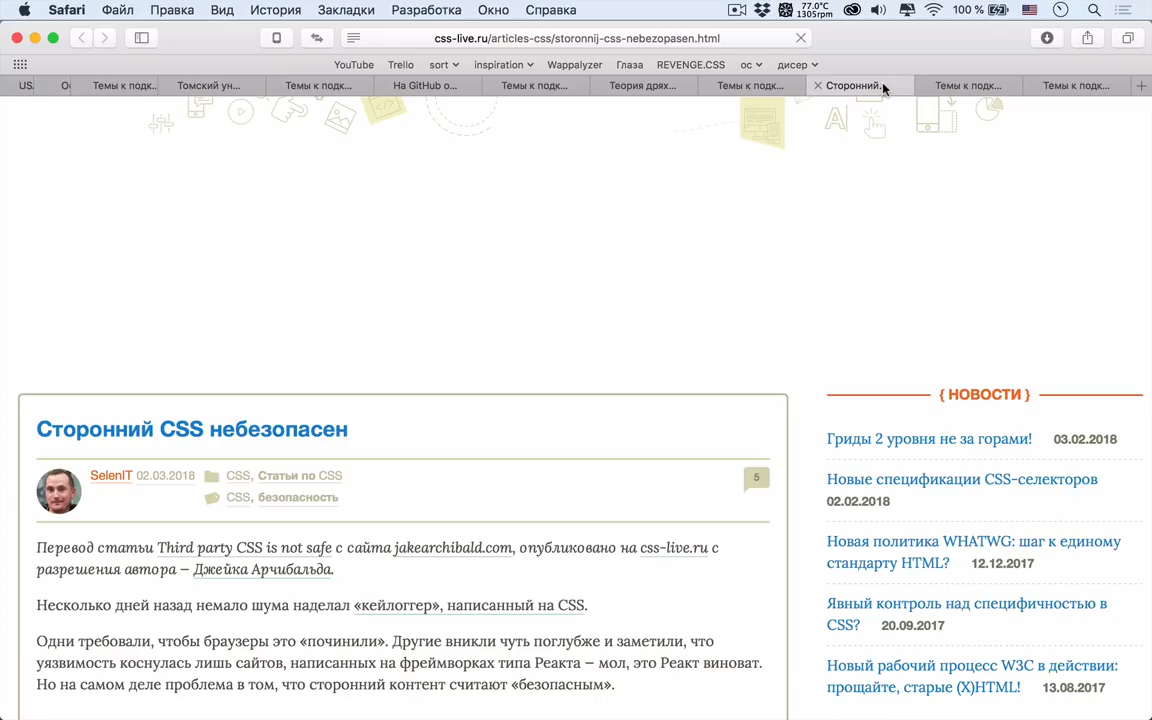 Safari Файл Правка Вид История Закладки Разработка Окно Справка 77.0°C 1305rpm 100 %
css-live.ru/articles-css/storonnij-css-nebezopasen.html
YouTube Trello sort inspiration Wappalyzer Глаза REVENGE.CSS ос дисер
US Темы к подк... Томский ун... Темы к подк... На GitHub о... Темы к подк... Теория дрях... Темы к подк... Сторонний... Темы к подк... Темы к подк...
A
{ НОВОСТИ }
Сторонний CSS небезопасен
SelenIT 02.03.2018 CSS, Статьи по CSS 5
CSS, безопасность
Перевод статьи Third party CSS is not safe с сайта jakearchibald.com, опубликовано на css-live.ru с
разрешения автора — Джейка Арчибальда.
Несколько дней назад немало шума наделал «кейлоггер», написанный на CSS.
Одни требовали, чтобы браузеры это «починили». Другие вникли чуть поглубже и заметили, что
уязвимость коснулась лишь сайтов, написанных на фреймворках типа Реакта — мол, это Реакт виноват.
Но на самом деле проблема в том, что сторонний контент считают «безопасным».
Гриды 2 уровня не за горами! 03.02.2018
Новые спецификации CSS-селекторов
02.02.2018
Новая политика WHATWG: шаг к единому
стандарту HTML? 12.12.2017
Явный контроль над специфичностью в
CSS? 20.09.2017
Новый рабочий процесс W3C в действии:
прощайте, старые (X)HTML! 13.08.2017